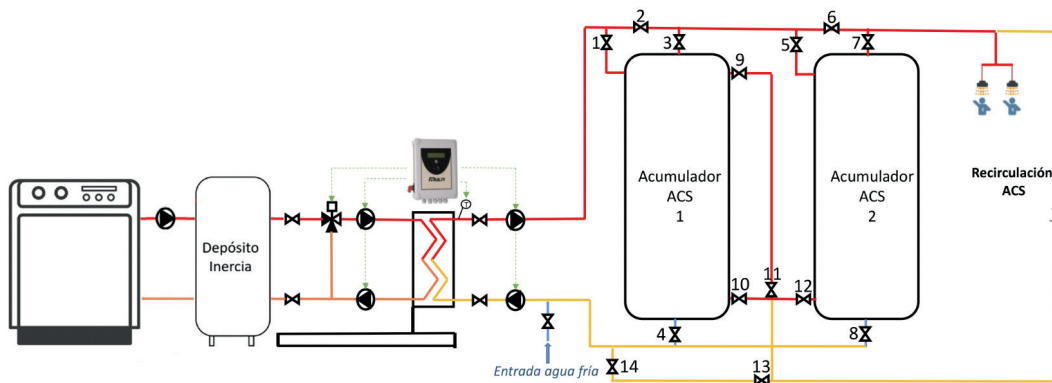 2
6
1
3
5
7
9
Acumulador
ACS
1
Acumulador
ACS
2
Recirculación
ACS
Depósito
Inercia
T
10
11
12
4
8
Entrada agua fría
14
13